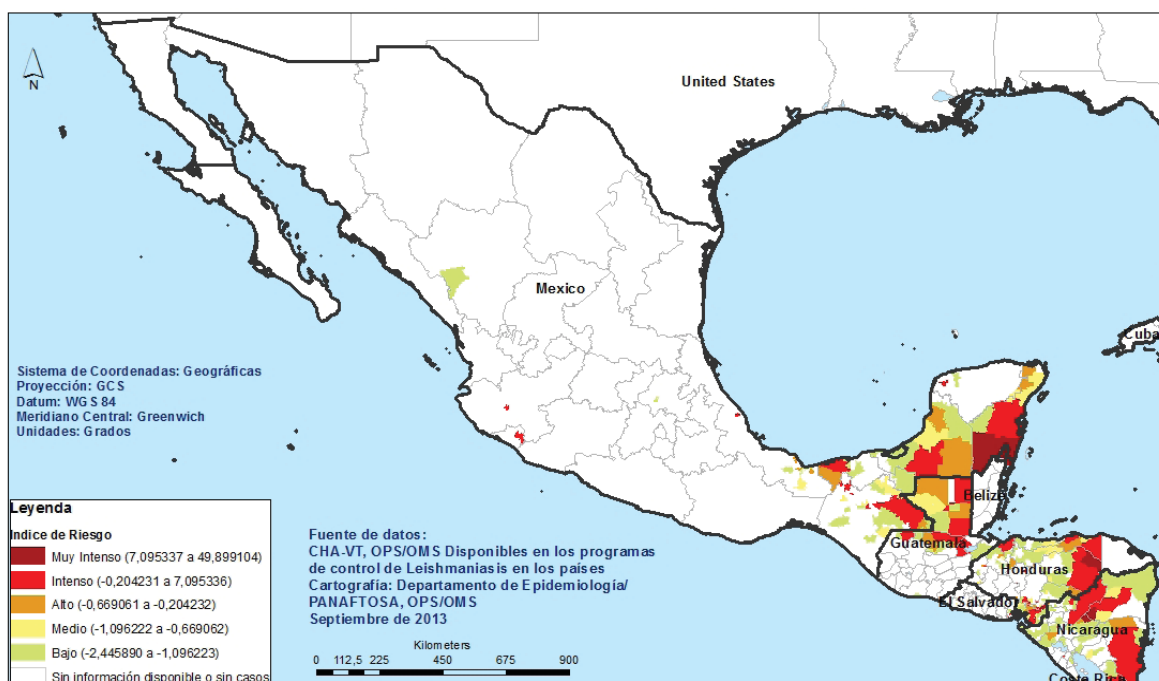 N
United States
Mexico
Cuba
Belize
Guatemala
Honduras
El Salvador
Nicaragua
Costa Rica
Sistema de Coordenadas: Geográficas
Proyección: GCS
Datum: WGS 84
Meridiano Central: Greenwich
Unidades: Grados
Leyenda
Indice de Riesgo
Muy Intenso (7,095337 a 49,899104)
Intenso (-0,204231 a 7,095336)
Alto (-0,669061 a -0,204232)
Medio (-1,096222 a -0,669062)
Bajo (-2,445890 a -1,096223)
Sin información disponible o sin casos
Fuente de datos:
CHA-VT, OPS/OMS Disponibles en los programas
de control de Leishmaniasis en los países
Cartografía: Departamento de Epidemiología/
PANAFTOSA, OPS/OMS
Septiembre de 2013
Kilometers
0 112,5 225 450 675 900